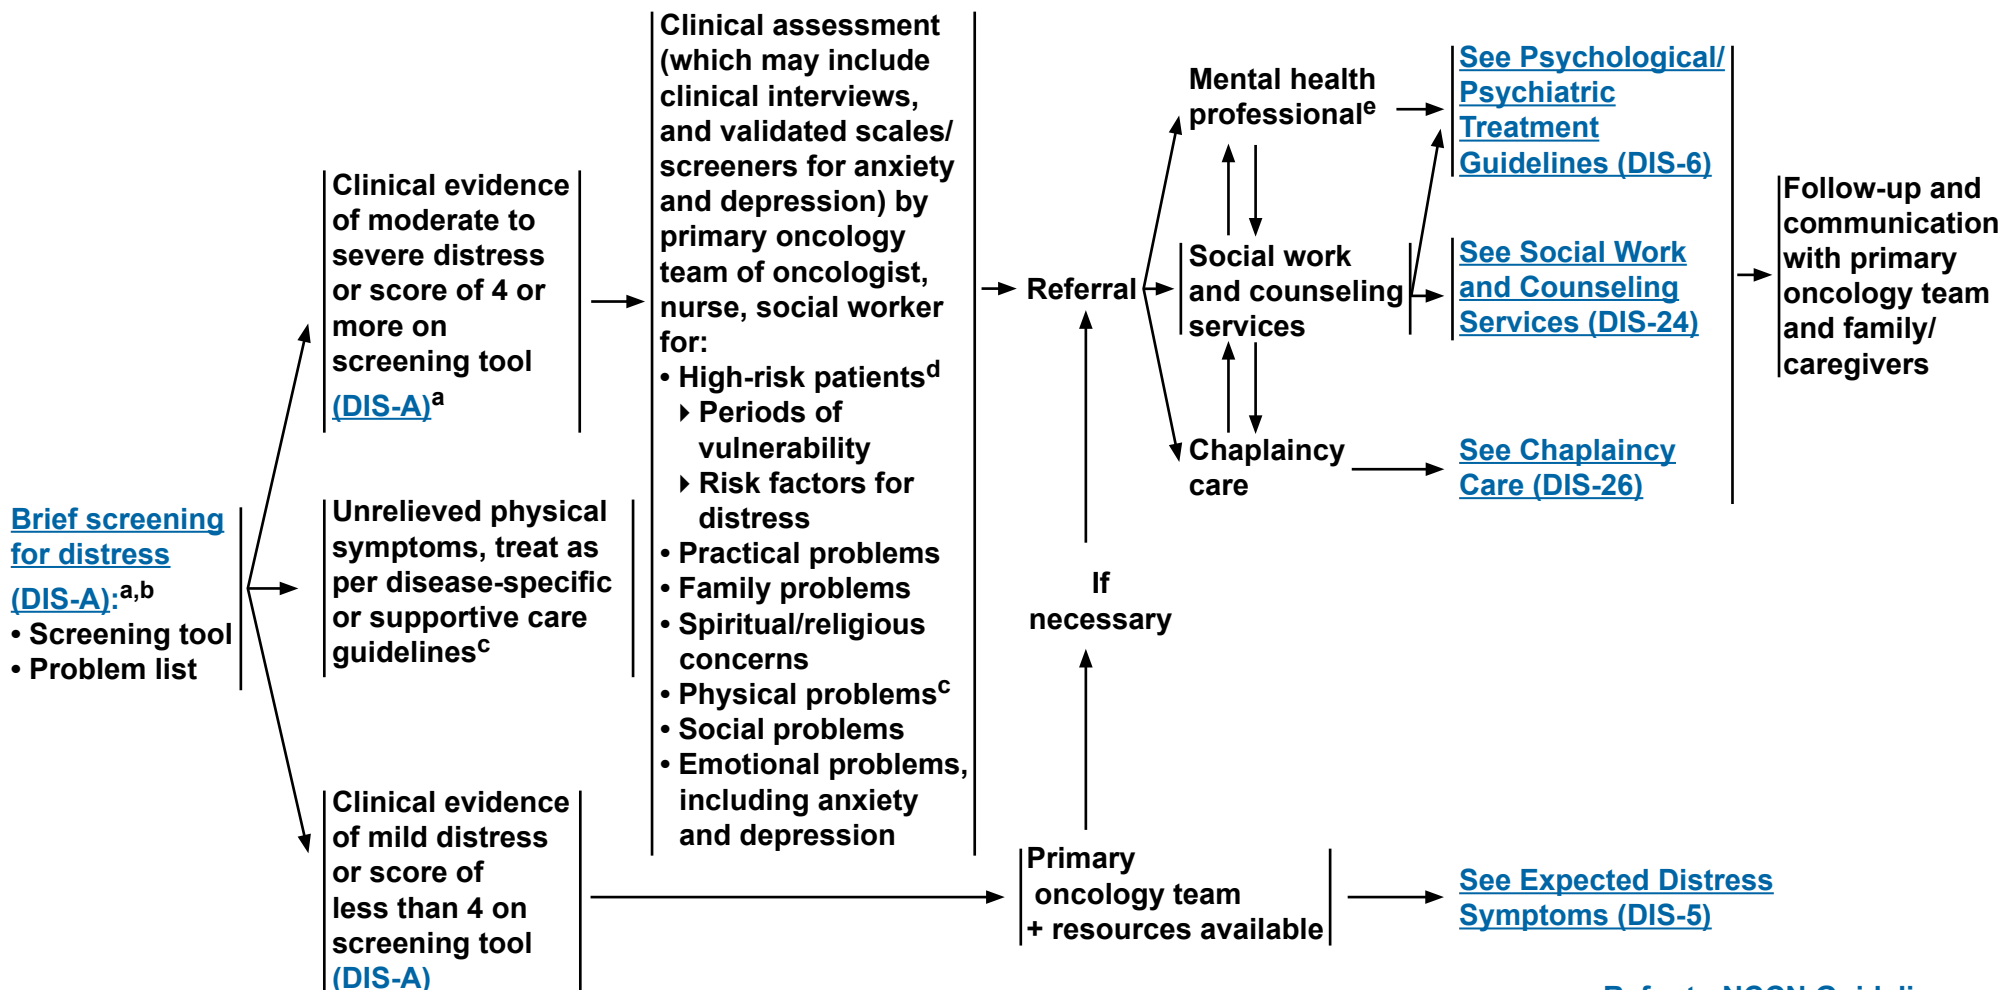 Brief screening
for distress
(DIS-A):a,b
• Screening tool
• Problem list
Clinical evidence
of moderate to
severe distress
or score of 4 or
more on
screening tool
(DIS-A)a
Unrelieved physical
symptoms, treat as
per disease-specific
or supportive care
guidelinesc
Clinical evidence
of mild distress
or score of
less than 4 on
screening tool
(DIS-A)
Clinical assessment
(which may include
clinical interviews,
and validated scales/
screeners for anxiety
and depression) by
primary oncology
team of oncologist,
nurse, social worker
for:
• High-risk patientsd
Periods of
vulnerability
Risk factors for
distress
• Practical problems
• Family problems
• Spiritual/religious
concerns
• Physical problemsc
• Social problems
• Emotional problems,
including anxiety
and depression
Referral
If
necessary
Primary
oncology team
+ resources available
Mental health
professionale
Social work
and counseling
services
Chaplaincy
care
See Psychological/
Psychiatric
Treatment
Guidelines (DIS-6)
See Social Work
and Counseling
Services (DIS-24)
See Chaplaincy
Care (DIS-26)
See Expected Distress
Symptoms (DIS-5)
Follow-up and
communication
with primary
oncology team
and family/
caregivers